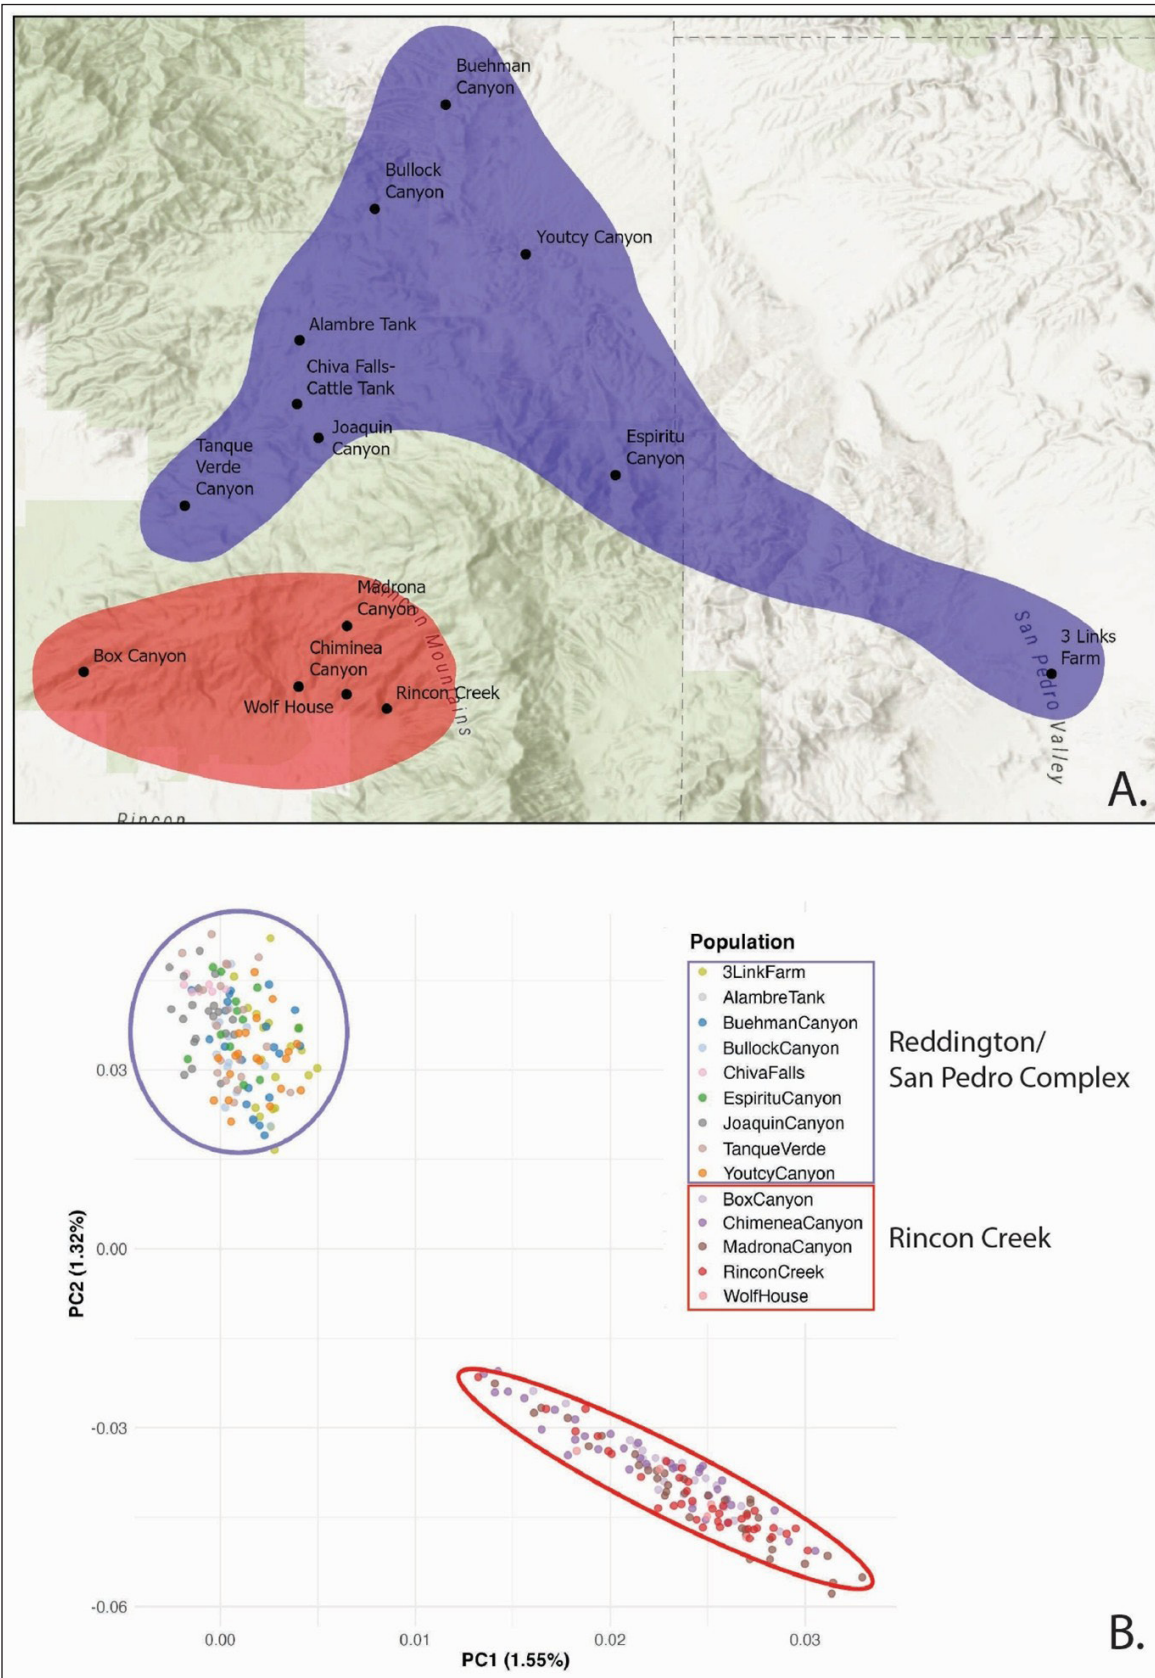 Buehman
Canyon
Bullock
Canyon
Youtcy Canyon
Alambre Tank
Chiva Falls-
Cattle Tank
Joaquin
Canyon
Tanque
Verde
Canyon
Espiritu
Canyon
Madrona
Canyon
Rincon Mountains
Chiminea
Canyon
Box Canyon
Wolf House
Rincon Creek
3 Links
Farm
San Pedro Valley
Rincon
A.
Population
3LinkFarm
AlambreTank
BuehmanCanyon
BullockCanyon
ChivaFalls
EspirituCanyon
JoaquinCanyon
TanqueVerde
YoutcyCanyon
BoxCanyon
ChimeneaCanyon
MadronaCanyon
RinconCreek
WolfHouse
Reddington/
San Pedro Complex
Rincon Creek
PC2 (1.32%)
0.03
0.00
-0.03
-0.06
0.00 0.01 0.02 0.03
PC1 (1.55%)
B.